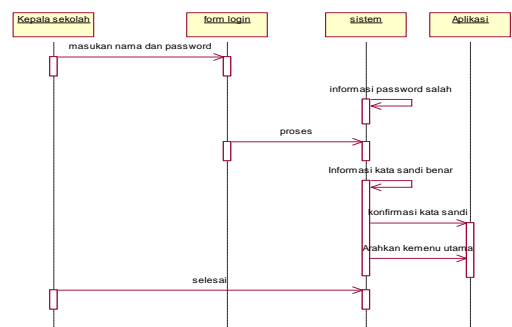 Kepala sekolah
form login
sistem
Aplikasi
masukan nama dan password
informasi password salah
proses
Informasi kata sandi benar
konfirmasi kata sandi
Arahkan kemenu utama
selesai